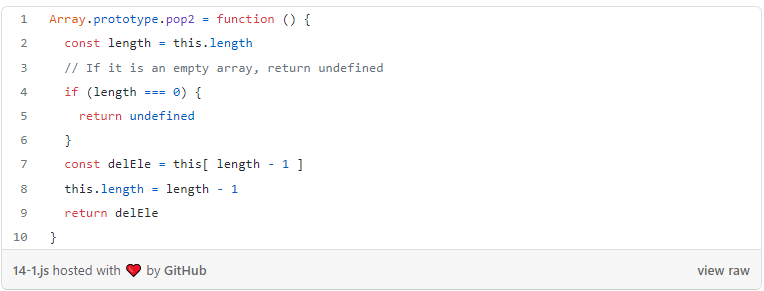 1 Array.prototype.pop2 = function () {
2   const length = this.length
3   // If it is an empty array, return undefined
4   if (length === 0) {
5     return undefined
6   }
7   const delEle = this[ length - 1 ]
8   this.length = length - 1
9   return delEle
10 }
14-1.js hosted with ❤ by GitHub view raw